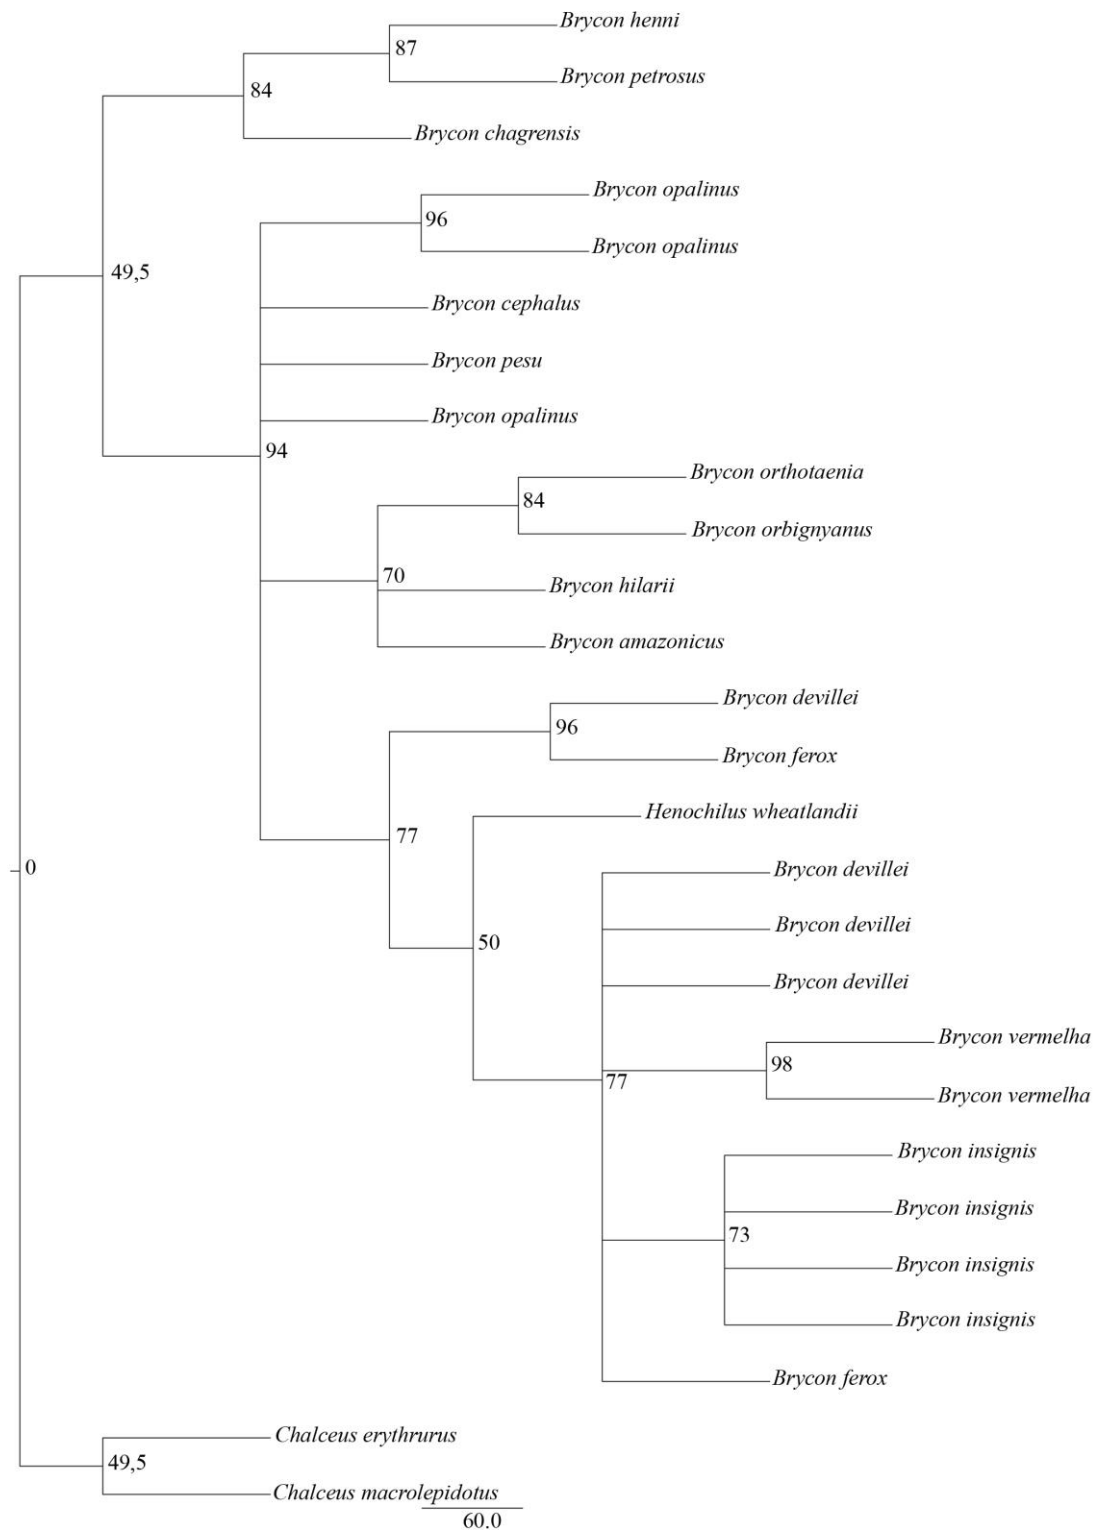 Brycon henni
87
Brycon petrosus
84
Brycon chagrensis
Brycon opalinus
96
Brycon opalinus
49,5
Brycon cephalus
Brycon pesu
Brycon opalinus
94
Brycon orthotaenia
84
Brycon orbignyanus
70
Brycon hilarii
Brycon amazonicus
Brycon devillei
96
Brycon ferox
Henochilus wheatlandii
77
0
Brycon devillei
Brycon devillei
50
Brycon devillei
Brycon vermelha
98
77
Brycon vermelha
Brycon insignis
Brycon insignis
73
Brycon insignis
Brycon insignis
Brycon ferox
Chalceus erythrurus
49,5
Chalceus macrolepidotus
60.0